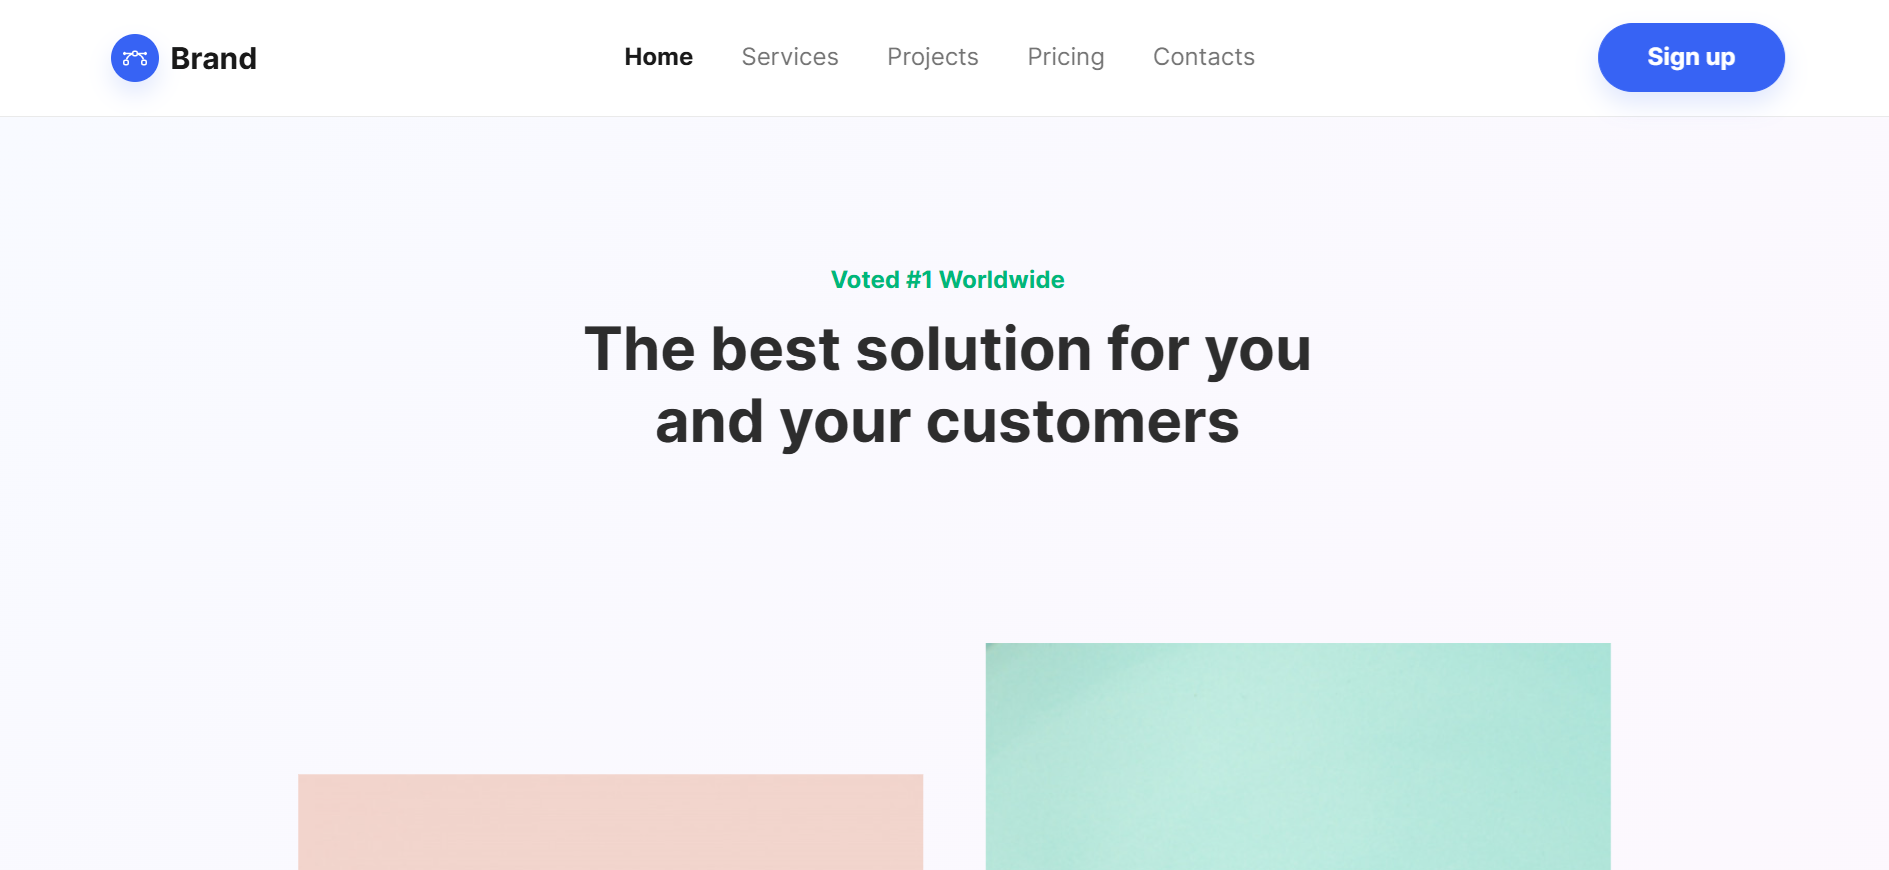 Brand
Home Services Projects Pricing Contacts
Sign up
Voted #1 Worldwide
The best solution for you
and your customers